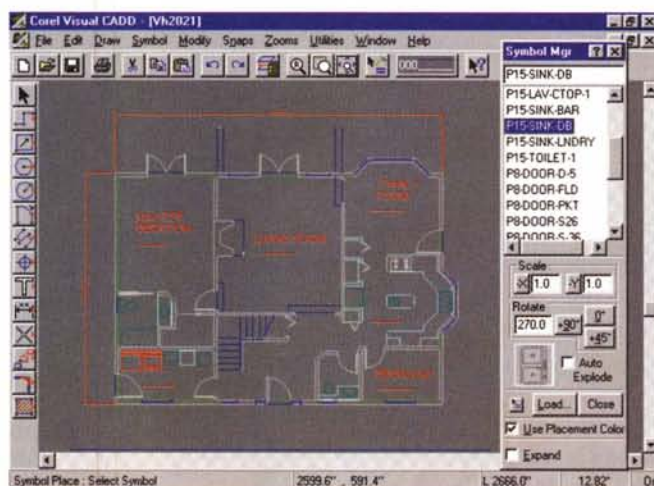 Corel Visual CADD - [Vh2021]
File Edit Draw Symbol Modify Snaps Zooms Utilities Window Help
000
Symbol Mgr
P15-SINK-DB
P15-LAV-CTOP-1
P15-SINK-BAR
P15-SINK-DB
P15-SINK-LNDRY
P15-TOILET-1
P8-DOOR-D-5
P8-DOOR-FLD
P8-DOOR-PKT
P8-DOOR-S26
P8-DOOR-S-36
Scale
X 1.0 Y 1.0
Rotate
270.0 +90° 0°
+45°
Auto
Explode
Load... Close
Use Placement Color
Expand
Symbol Place : Select Symbol 2599.6" , 591.4" L 2666.0" 12.82"